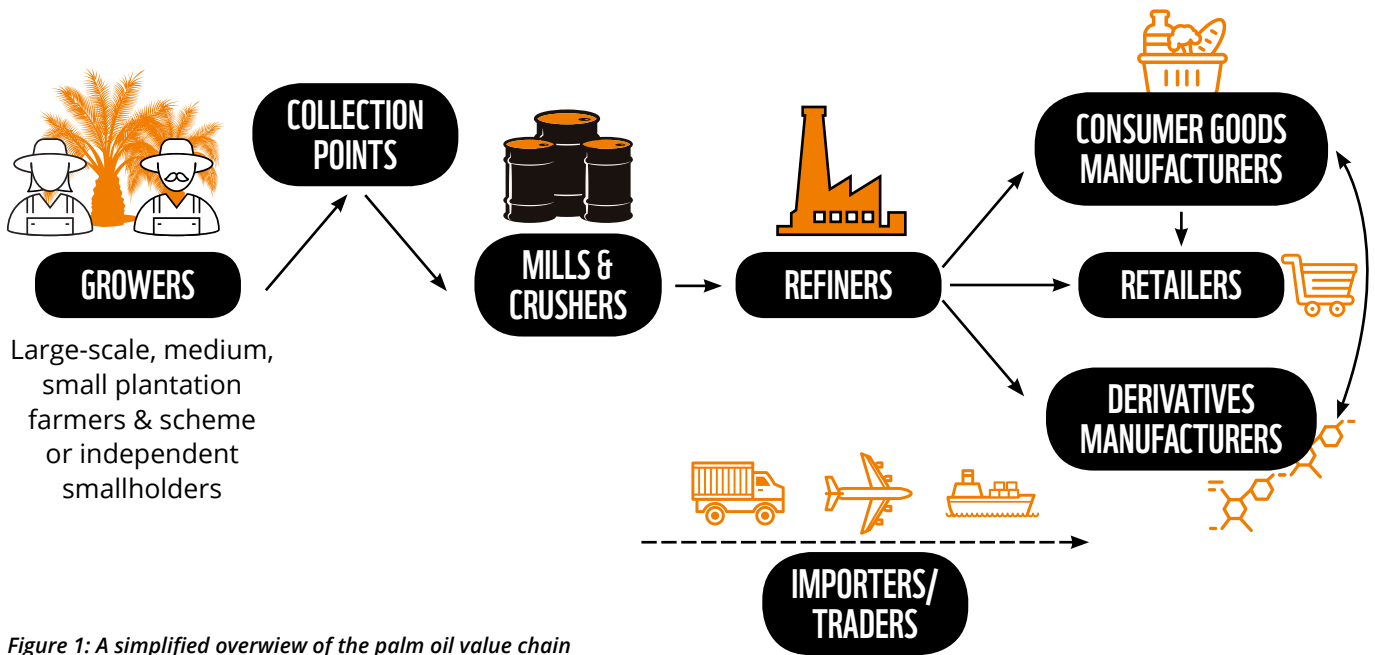 GROWERS
Large-scale, medium,
small plantation
farmers & scheme
or independent
smallholders
COLLECTION
POINTS
MILLS &
CRUSHERS
REFINERS
CONSUMER GOODS
MANUFACTURERS
RETAILERS
DERIVATIVES
MANUFACTURERS
IMPORTERS/
TRADERS
Figure 1: A simplified overwiew of the palm oil value chain